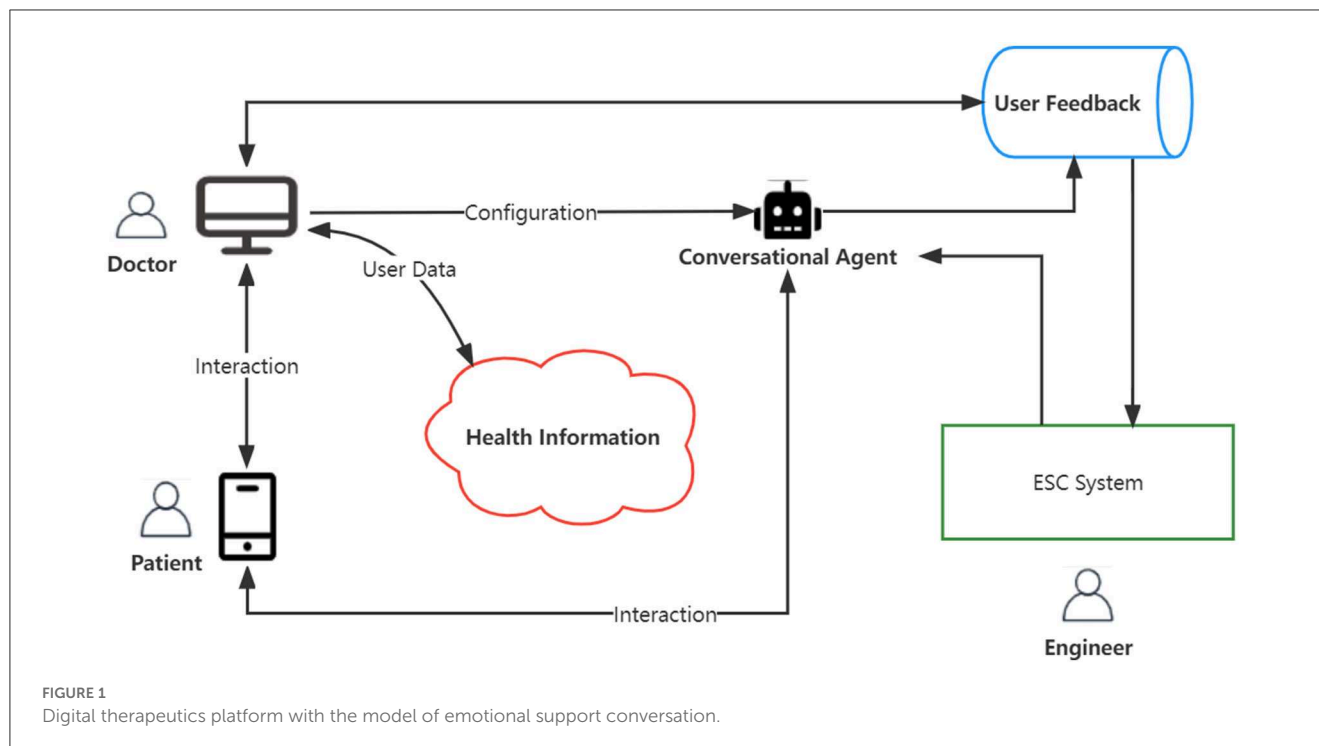 User Feedback
Configuration
Doctor
User Data
Conversational Agent
Interaction
Health Information
ESC System
Patient
Interaction
Engineer
FIGURE 1
Digital therapeutics platform with the model of emotional support conversation.